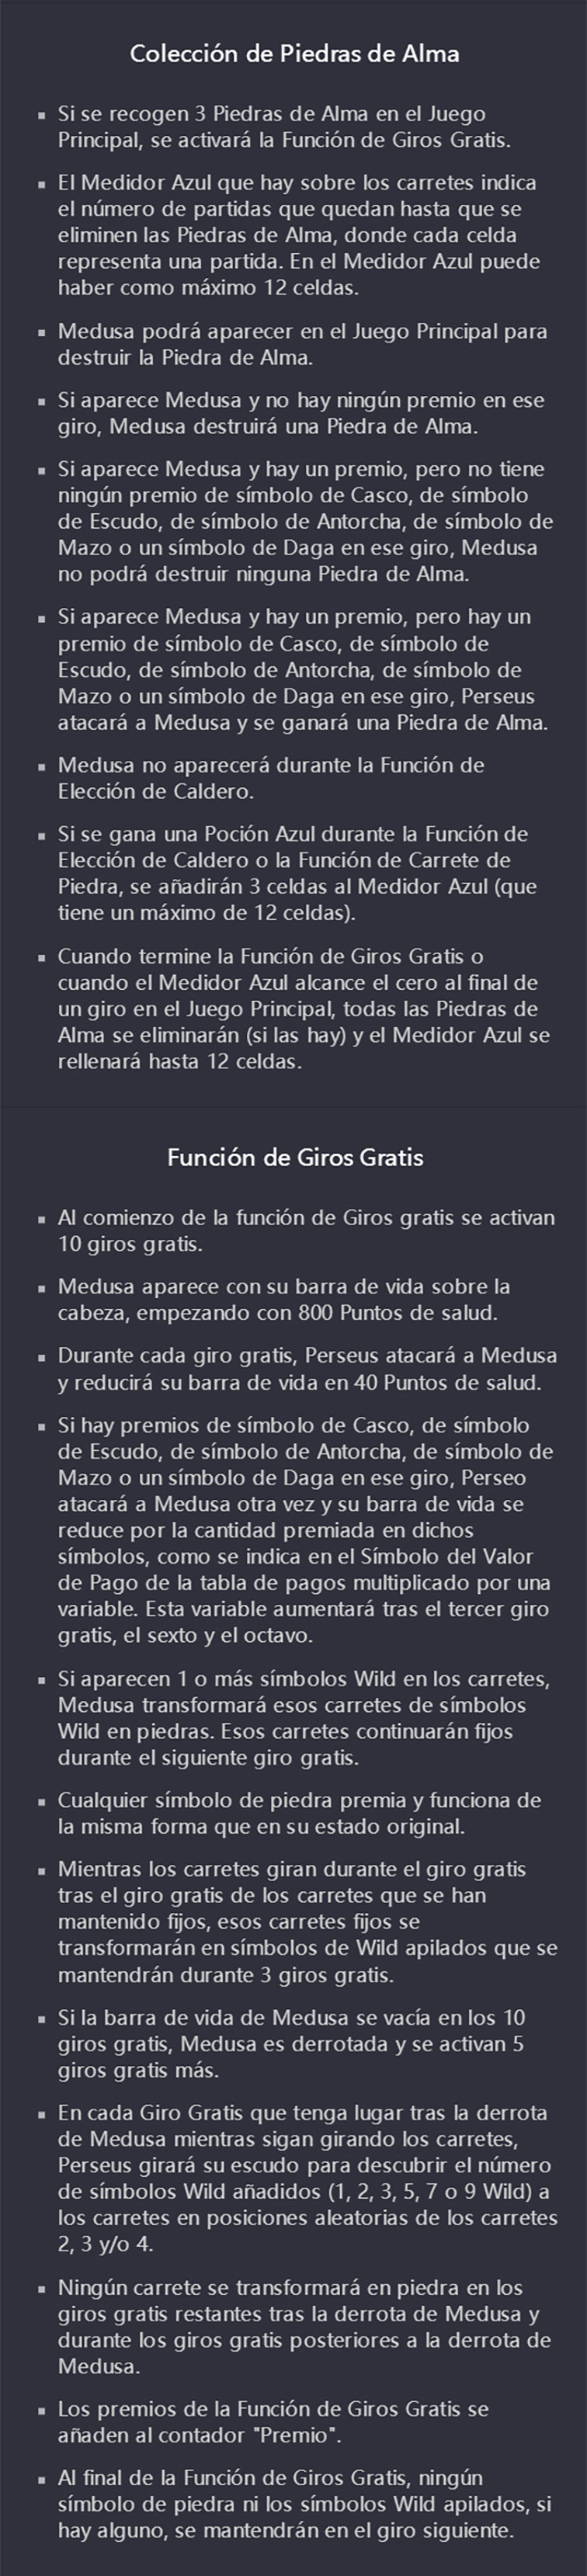 Colección de Piedras de Alma
▪ Si se recogen 3 Piedras de Alma en el Juego
Principal, se activará la Función de Giros Gratis.
▪ El Medidor Azul que hay sobre los carretes indica
el número de partidas que quedan hasta que se
eliminen las Piedras de Alma, donde cada celda
representa una partida. En el Medidor Azul puede
haber como máximo 12 celdas.
▪ Medusa podrá aparecer en el Juego Principal para
destruir la Piedra de Alma.
▪ Si aparece Medusa y no hay ningún premio en ese
giro, Medusa destruirá una Piedra de Alma.
▪ Si aparece Medusa y hay un premio, pero no tiene
ningún premio de símbolo de Casco, de símbolo
de Escudo, de símbolo de Antorcha, de símbolo de
Mazo o un símbolo de Daga en ese giro, Medusa
no podrá destruir ninguna Piedra de Alma.
▪ Si aparece Medusa y hay un premio, pero hay un
premio de símbolo de Casco, de símbolo de
Escudo, de símbolo de Antorcha, de símbolo de
Mazo o un símbolo de Daga en ese giro, Perseus
atacará a Medusa y se ganará una Piedra de Alma.
▪ Medusa no aparecerá durante la Función de
Elección de Caldero.
▪ Si se gana una Poción Azul durante la Función de
Elección de Caldero o la Función de Carrete de
Piedra, se añadirán 3 celdas al Medidor Azul (que
tiene un máximo de 12 celdas).
▪ Cuando termine la Función de Giros Gratis o
cuando el Medidor Azul alcance el cero al final de
un giro en el Juego Principal, todas las Piedras de
Alma se eliminarán (si las hay) y el Medidor Azul se
rellenará hasta 12 celdas.
Función de Giros Gratis
▪ Al comienzo de la función de Giros gratis se activan
10 giros gratis.
▪ Medusa aparece con su barra de vida sobre la
cabeza, empezando con 800 Puntos de salud.
▪ Durante cada giro gratis, Perseus atacará a Medusa
y reducirá su barra de vida en 40 Puntos de salud.
▪ Si hay premios de símbolo de Casco, de símbolo
de Escudo, de símbolo de Antorcha, de símbolo de
Mazo o un símbolo de Daga en ese giro, Perseo
atacará a Medusa otra vez y su barra de vida se
reduce por la cantidad premiada en dichos
símbolos, como se indica en el Símbolo del Valor
de Pago de la tabla de pagos multiplicado por una
variable. Esta variable aumentará tras el tercer giro
gratis, el sexto y el octavo.
▪ Si aparecen 1 o más símbolos Wild en los carretes,
Medusa transformará esos carretes de símbolos
Wild en piedras. Esos carretes continuarán fijos
durante el siguiente giro gratis.
▪ Cualquier símbolo de piedra premia y funciona de
la misma forma que en su estado original.
▪ Mientras los carretes giran durante el giro gratis
tras el giro gratis de los carretes que se han
mantenido fijos, esos carretes fijos se
transformarán en símbolos de Wild apilados que se
mantendrán durante 3 giros gratis.
▪ Si la barra de vida de Medusa se vacía en los 10
giros gratis, Medusa es derrotada y se activan 5
giros gratis más.
▪ En cada Giro Gratis que tenga lugar tras la derrota
de Medusa mientras sigan girando los carretes,
Perseus girará su escudo para descubrir el número
de símbolos Wild añadidos (1, 2, 3, 5, 7 o 9 Wild) a
los carretes en posiciones aleatorias de los carretes
2, 3 y/o 4.
▪ Ningún carrete se transformará en piedra en los
giros gratis restantes tras la derrota de Medusa y
durante los giros gratis posteriores a la derrota de
Medusa.
▪ Los premios de la Función de Giros Gratis se
añaden al contador "Premio".
▪ Al final de la Función de Giros Gratis, ningún
símbolo de piedra ni los símbolos Wild apilados, si
hay alguno, se mantendrán en el giro siguiente.